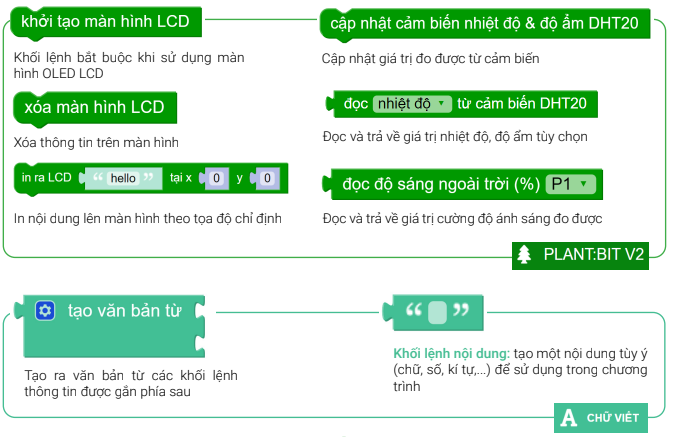 khởi tạo màn hình LCD
Khối lệnh bắt buộc khi sử dụng màn
hình OLED LCD
xóa màn hình LCD
Xóa thông tin trên màn hình
in ra LCD “ hello ” tại x 0 y 0
In nội dung lên màn hình theo tọa độ chỉ định
cập nhật cảm biến nhiệt độ & độ ẩm DHT20
Cập nhật giá trị đo được từ cảm biến
đọc nhiệt độ từ cảm biến DHT20
Đọc và trả về giá trị nhiệt độ, độ ẩm tùy chọn
đọc độ sáng ngoài trời (%) P1
Đọc và trả về giá trị cường độ ánh sáng đo được
PLANT:BIT V2
tạo văn bản từ
Tạo ra văn bản từ các khối lệnh
thông tin được gắn phía sau
“ ”
Khối lệnh nội dung: tạo một nội dung tùy ý
(chữ, số, kí tự,...) để sử dụng trong chương
trình
A CHỮ VIẾT